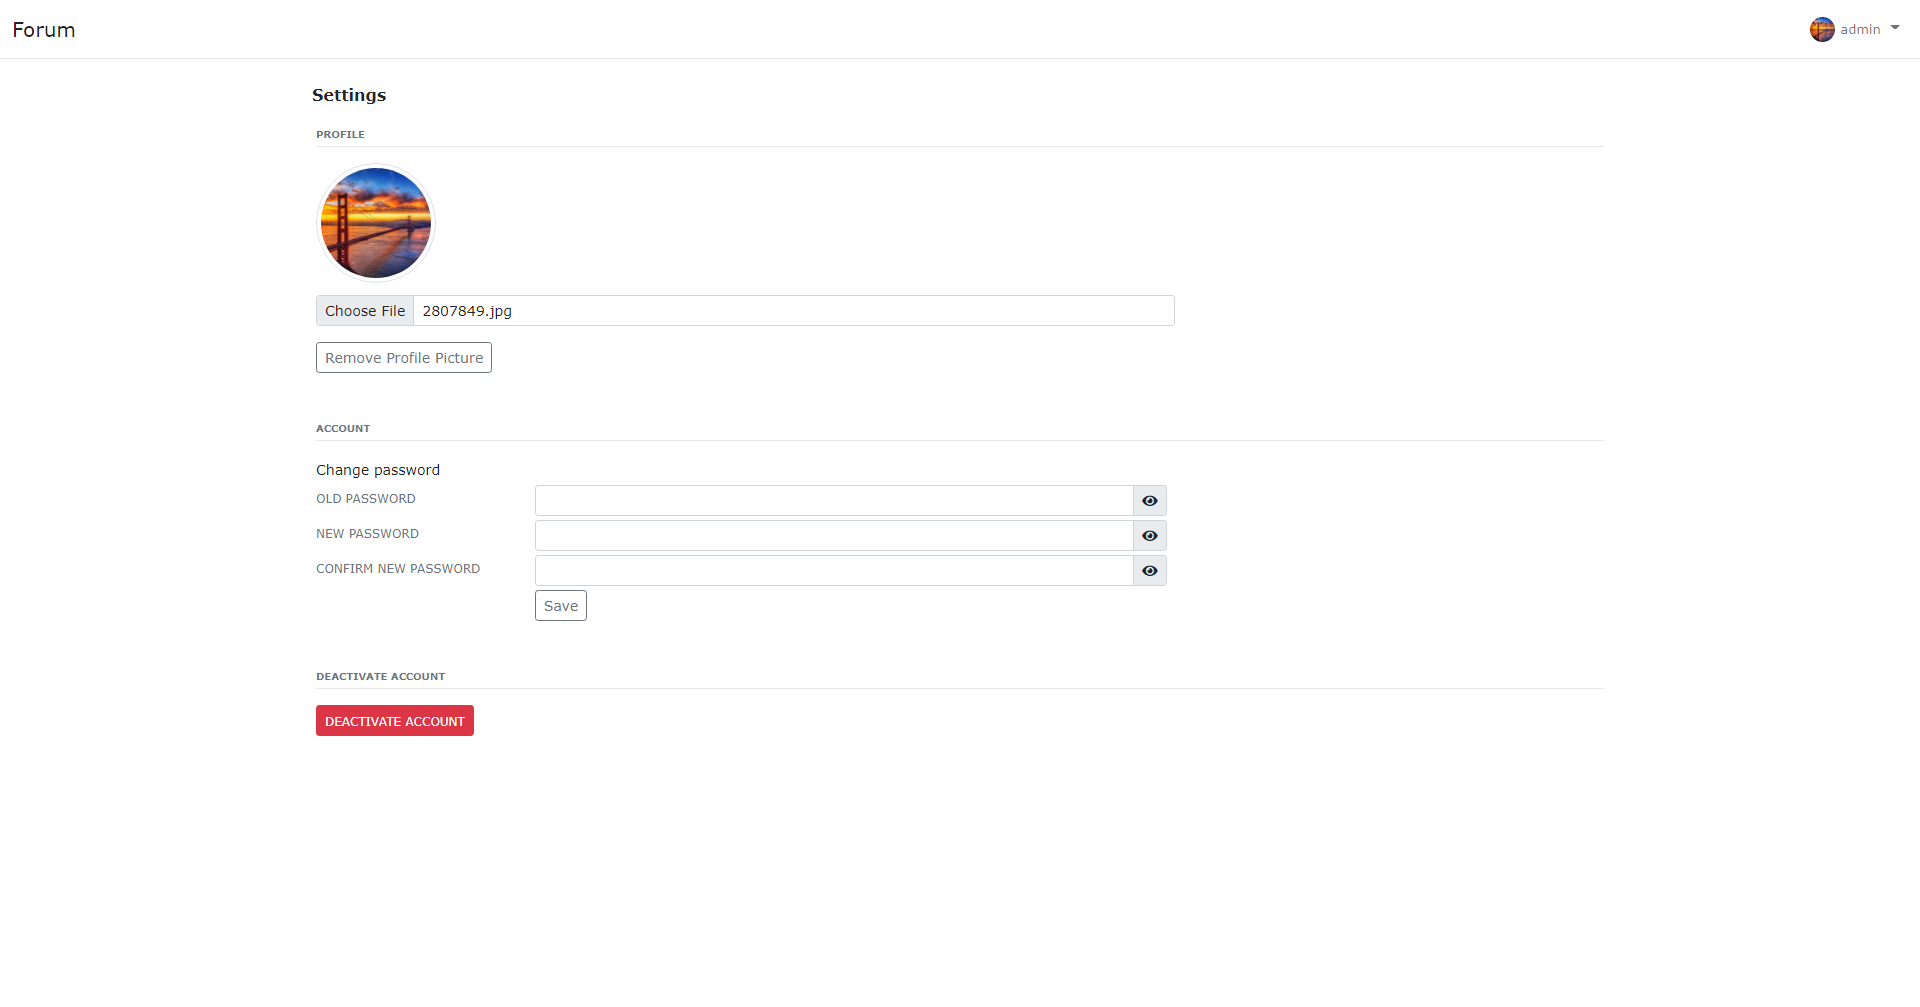 Forum
admin
Settings
PROFILE
Choose File 2807849.jpg
Remove Profile Picture
ACCOUNT
Change password
OLD PASSWORD
NEW PASSWORD
CONFIRM NEW PASSWORD
Save
DEACTIVATE ACCOUNT
DEACTIVATE ACCOUNT